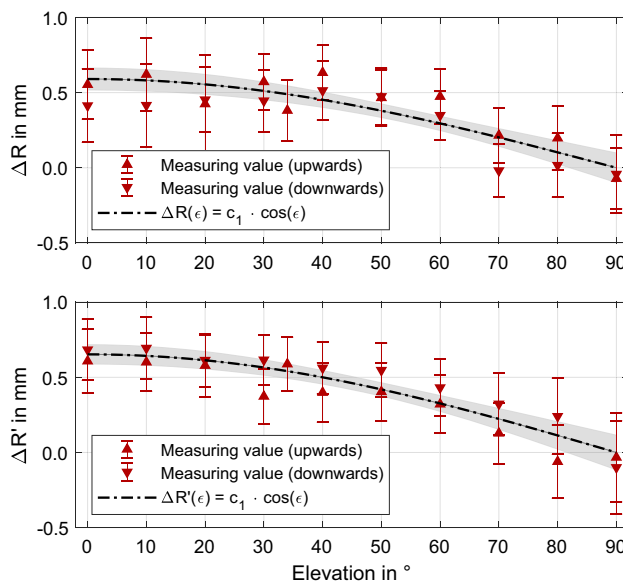 1.0
0.5
0.0
-0.5
ΔR in mm
Measuring value (upwards)
Measuring value (downwards)
ΔR(ϵ) = c₁ · cos(ϵ)
0 10 20 30 40 50 60 70 80 90
1.0
0.5
0.0
-0.5
ΔR' in mm
Measuring value (upwards)
Measuring value (downwards)
ΔR'(ϵ) = c₁ · cos(ϵ)
0 10 20 30 40 50 60 70 80 90
Elevation in °